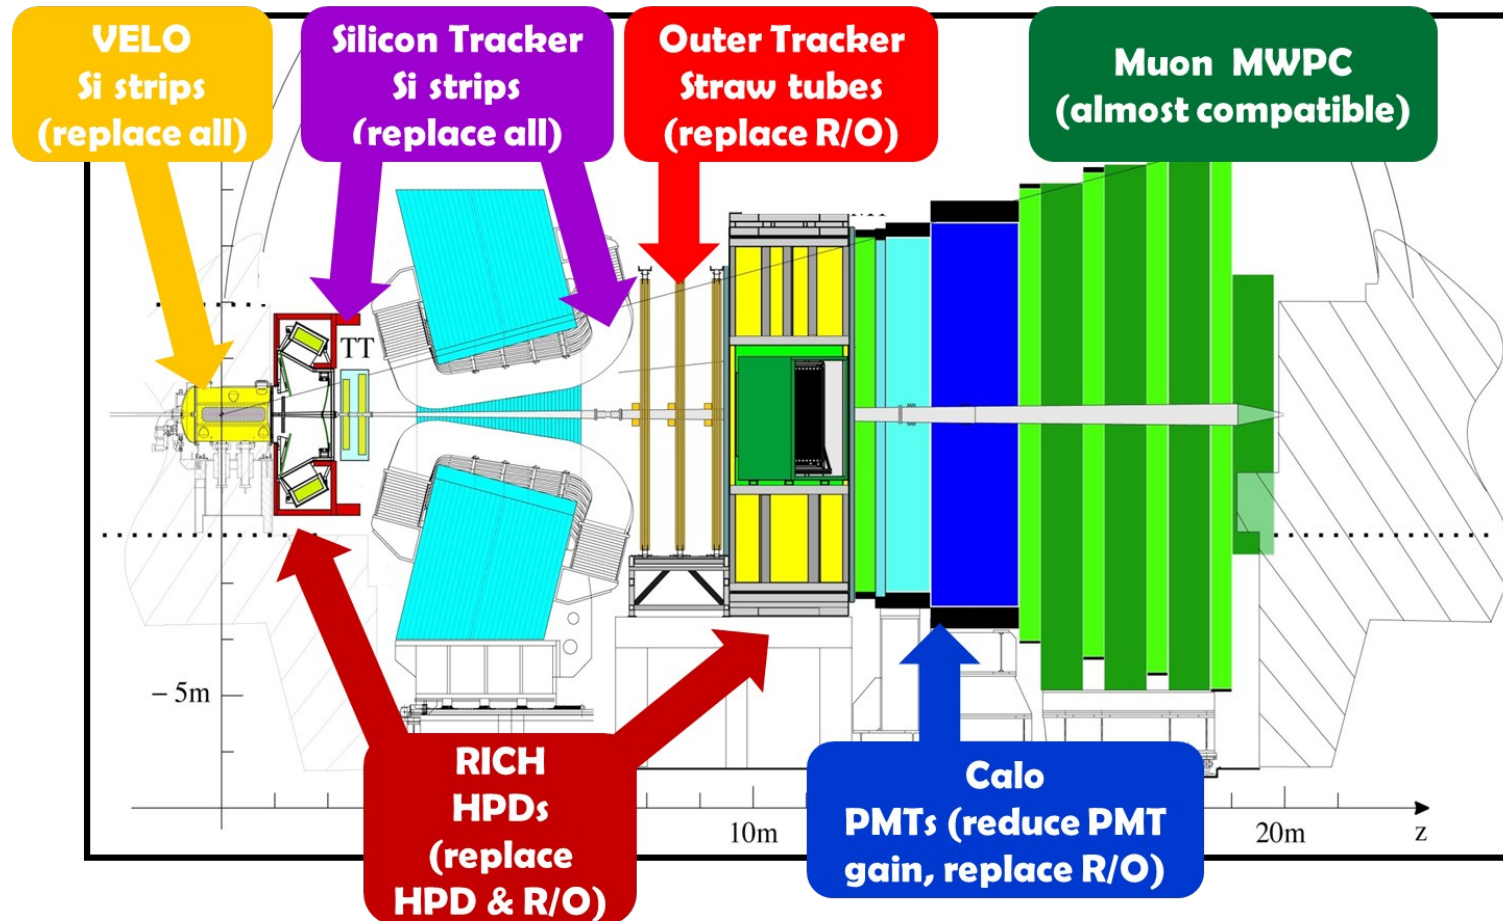 VELO
Si strips
(replace all)
Silicon Tracker
Si strips
(replace all)
Outer Tracker
Straw tubes
(replace R/O)
Muon MWPC
(almost compatible)
TT
– 5m
RICH
HPDs
(replace
HPD & R/O)
Calo
PMTs (reduce PMT
gain, replace R/O)
10m
20m
z